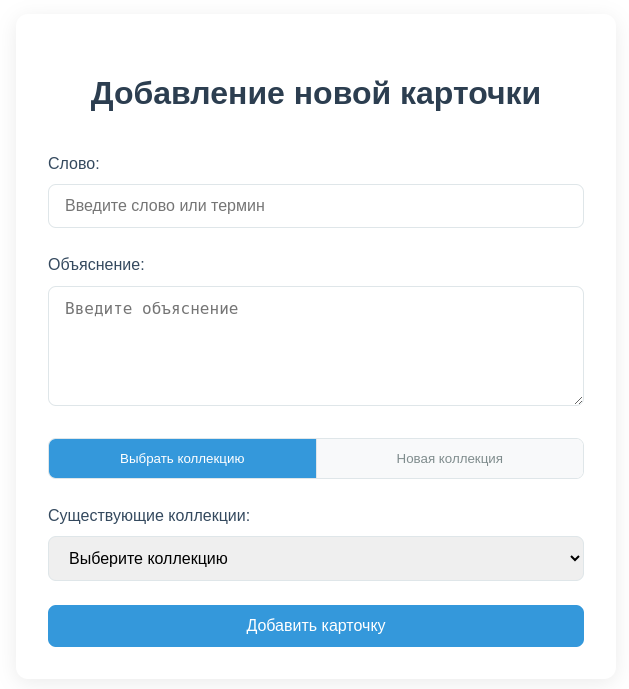 Добавление новой карточки
Слово:
Введите слово или термин
Объяснение:
Введите объяснение
Выбрать коллекцию
Новая коллекция
Существующие коллекции:
Выберите коллекцию
Добавить карточку